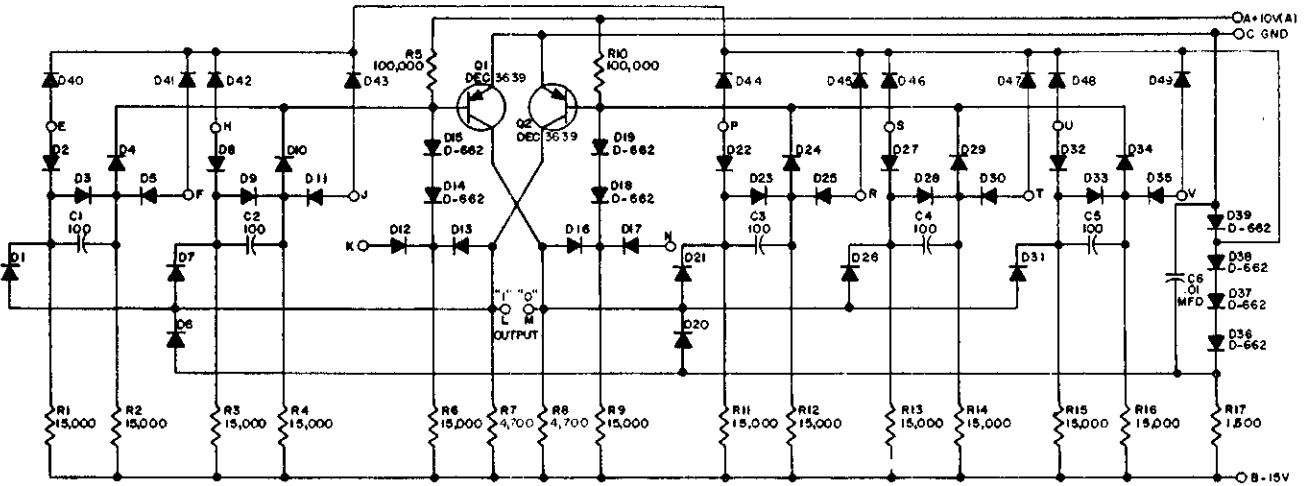 A+10V(A)
C GND
R5
100,000
Q1
DEC 3639
R10
100,000
Q2
DEC 3639
D40
D41
D42
D43
D44
D45
D46
D47
D48
D49
E
H
P
S
U
D2
D4
D8
D10
D15
D-662
D19
D-662
D22
D24
D27
D29
D32
D34
D3
D5
F
D9
D11
J
D14
D-662
D18
D-662
D23
D25
R
D28
D30
T
D33
D35
V
C1
100
C2
100
C3
100
C4
100
C5
100
D39
D-662
K
D12
D13
D16
D17
N
D1
D7
D21
D26
D31
C6
.01
MFD
D38
D-662
D37
D-662
D36
D-662
"1" "0"
L M
OUTPUT
D6
D20
R1
15,000
R2
15,000
R3
15,000
R4
15,000
R6
15,000
R7
4,700
R8
4,700
R9
15,000
R11
15,000
R12
15,000
R13
15,000
R14
15,000
R15
15,000
R16
15,000
R17
1,500
B-15V